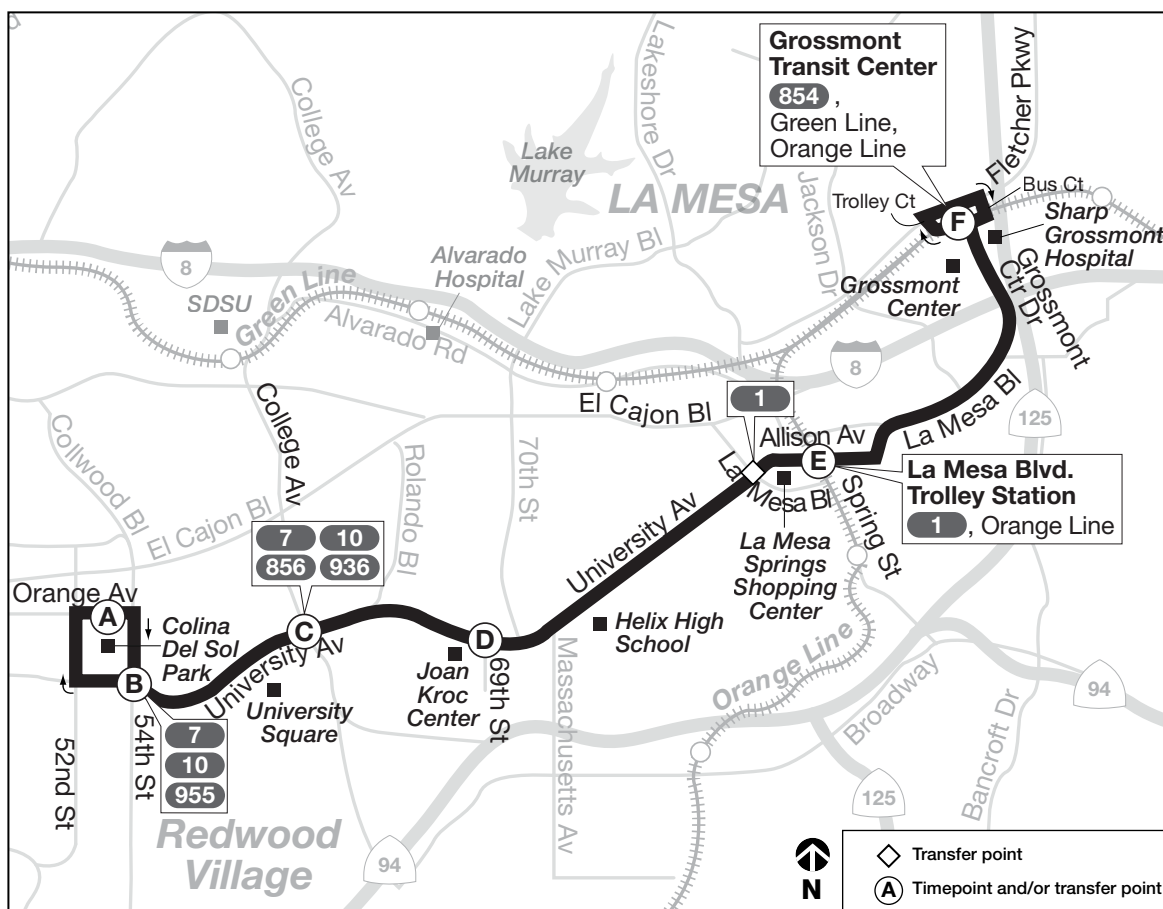 Grossmont
Transit Center
854 ,
Green Line,
Orange Line
Fletcher Pkwy
Lakeshore Dr
College Av
Lake
Murray
LA MESA
Jackson Dr
Trolley Ct
Bus Ct
F
Sharp
Grossmont
Hospital
Lake Murray Bl
Alvarado
Hospital
8
Green Line
SDSU
Alvarado Rd
Grossmont
Center
Grossmont
Ctr Dr
8
El Cajon Bl
1
Allison Av
La Mesa Bl
125
College Av
Collwood Bl
Rolando Bl
70th St
La Mesa Bl
E
La Mesa Blvd.
Trolley Station
1 , Orange Line
Spring St
El Cajon Bl
7 10
856 936
University Av
La Mesa
Springs
Shopping
Center
Orange Av
A
Colina
Del Sol
Park
C
D
Helix High
School
University Av
B
University
Square
Joan
Kroc
Center
69th St
Massachusetts Av
Orange Line
Broadway
94
52nd St
54th St
7
10
955
Bancroft Dr
125
Redwood
Village
94
N
Transfer point
A Timepoint and/or transfer point